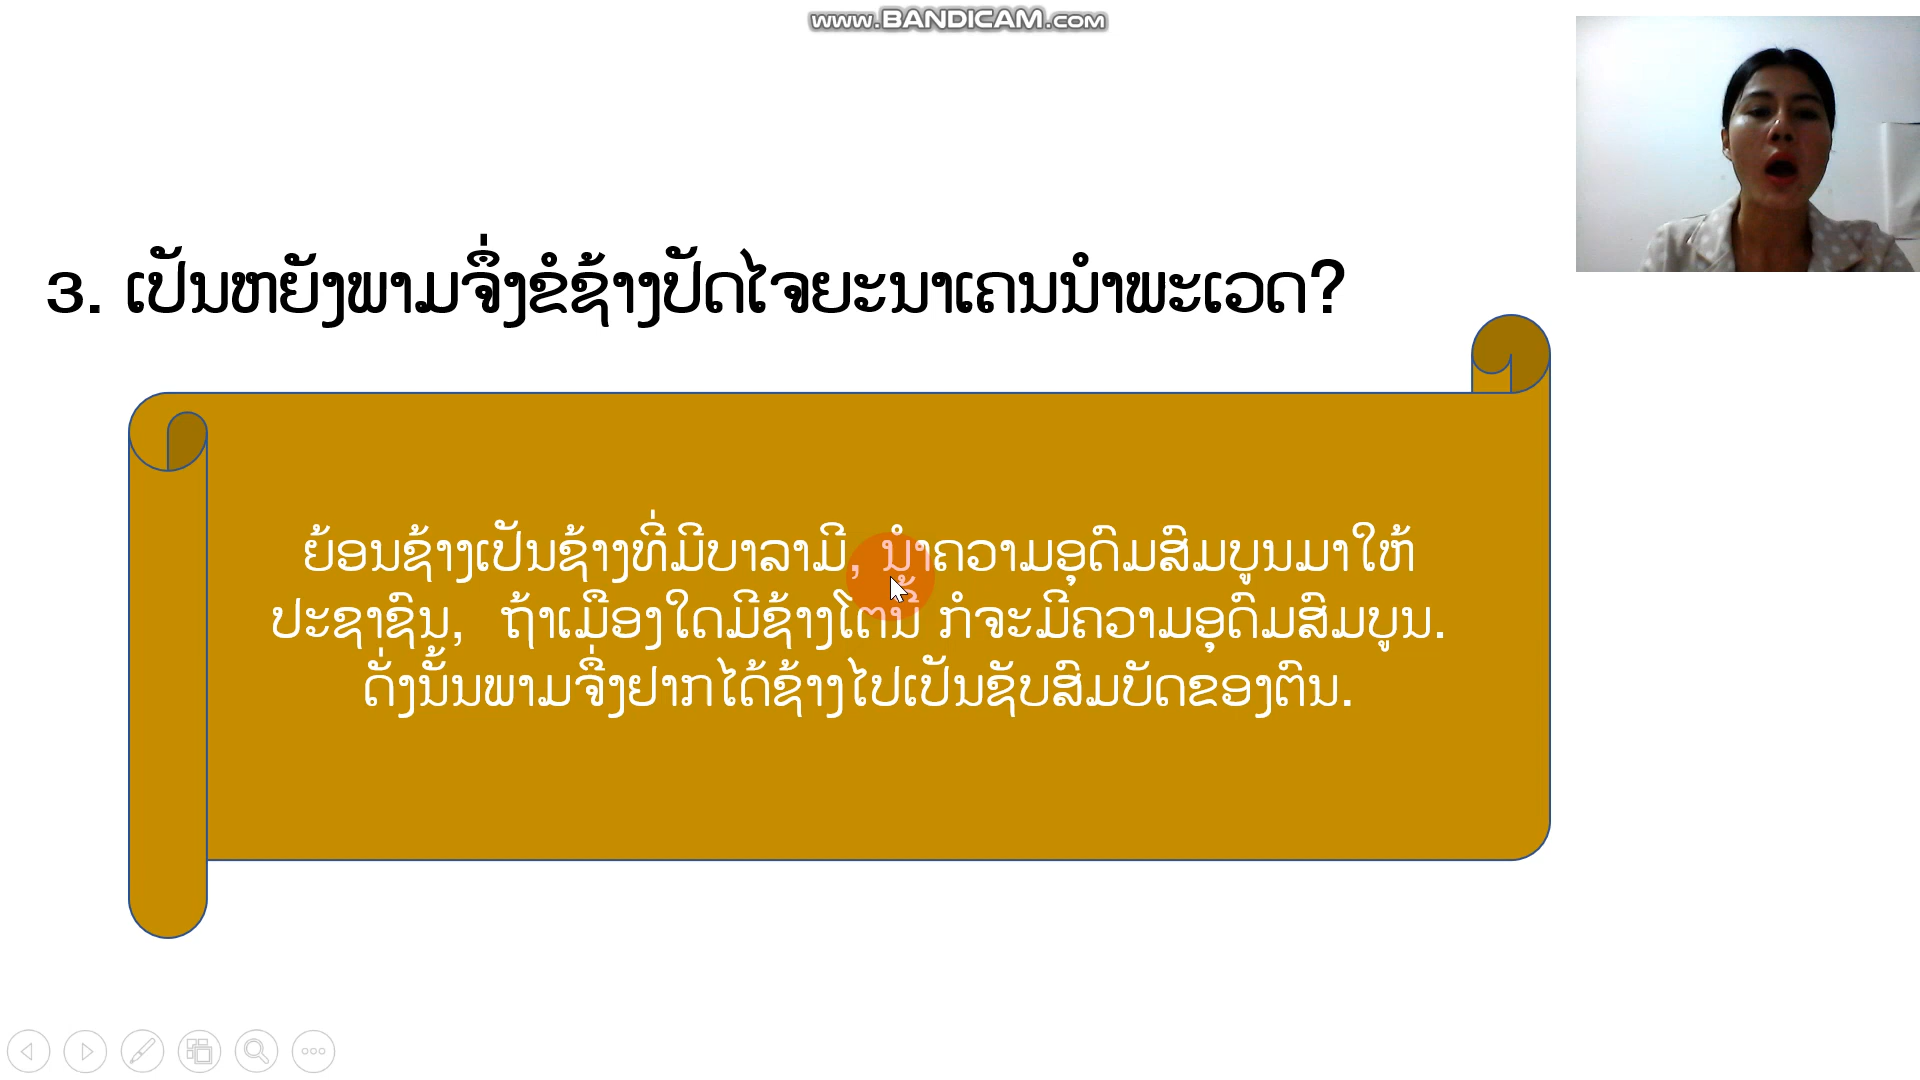 www.BANDICAM.com
3. ເປັນຫຍັງພາມຈຶ່ງຂໍຊ້າງປັດໄຈຍະນາເຄນນຳພະເວດ?
ຍ້ອນຊ້າງເປັນຊ້າງທີ່ມີບາລາມີ, ນຳຄວາມອຸດົມສົມບູນມາໃຫ້
ປະຊາຊົນ, ຖ້າເມືອງໃດມີຊ້າງໂຕນີ້ ກໍຈະມີຄວາມອຸດົມສົມບູນ.
ດັ່ງນັ້ນພາມຈື່ງຢາກໄດ້ຊ້າງໄປເປັນຊັບສົມບັດຂອງຕົນ.